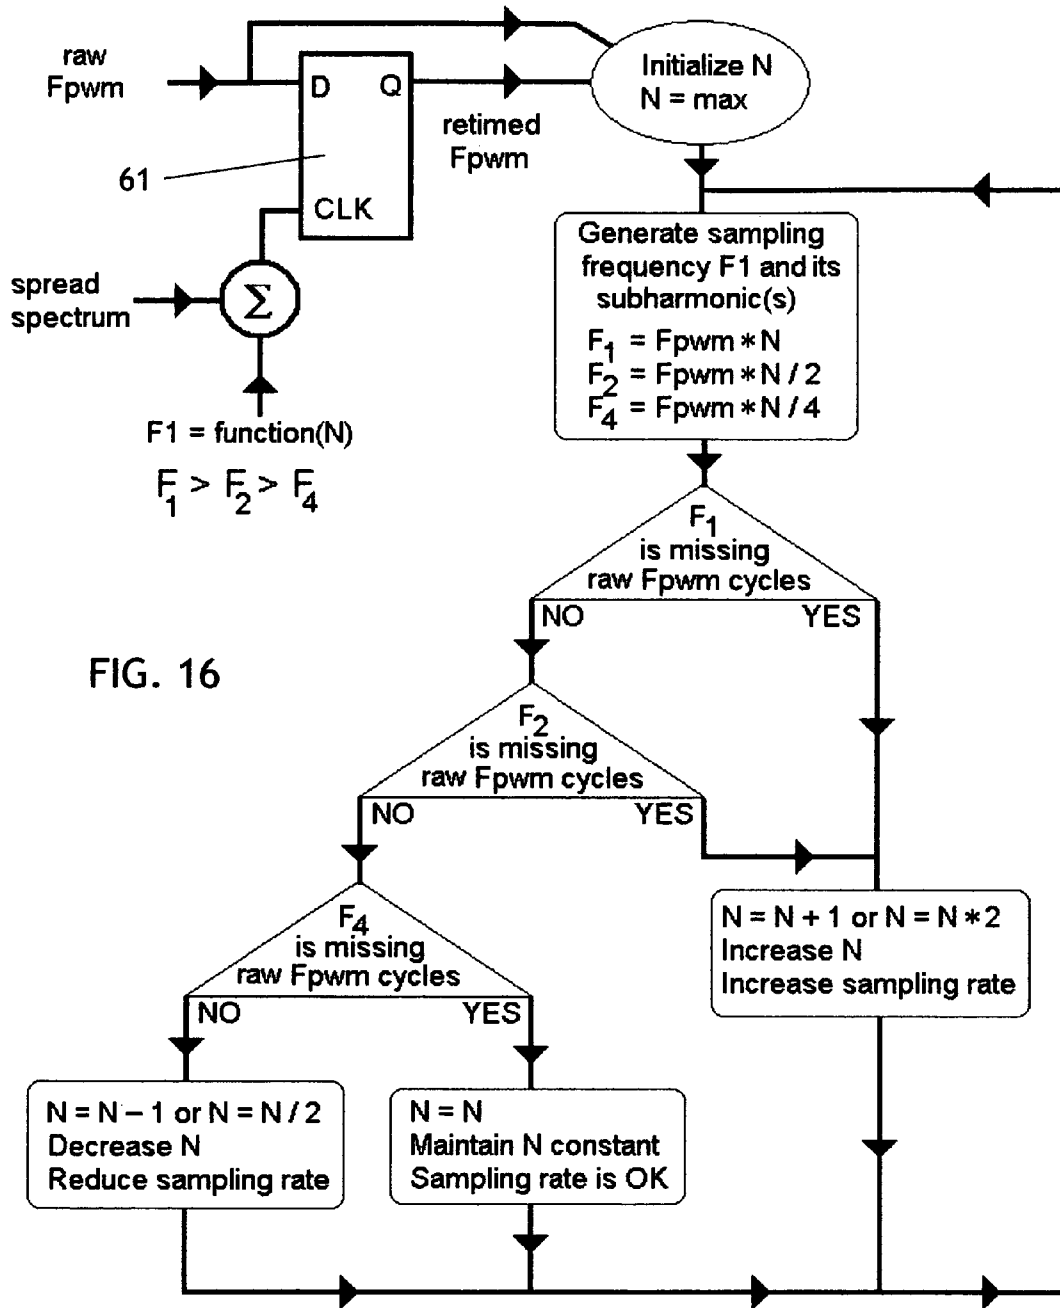 raw
Fpwm
D Q
61
CLK
retimed
Fpwm
Initialize N
N = max
spread
spectrum
Σ
F1 = function(N)
F1 > F2 > F4
Generate sampling
frequency F1 and its
subharmonic(s)
F1 = Fpwm * N
F2 = Fpwm * N / 2
F4 = Fpwm * N / 4
F1
is missing
raw Fpwm cycles
NO YES
FIG. 16
F2
is missing
raw Fpwm cycles
NO YES
F4
is missing
raw Fpwm cycles
NO YES
N = N + 1 or N = N * 2
Increase N
Increase sampling rate
N = N – 1 or N = N / 2
Decrease N
Reduce sampling rate
N = N
Maintain N constant
Sampling rate is OK